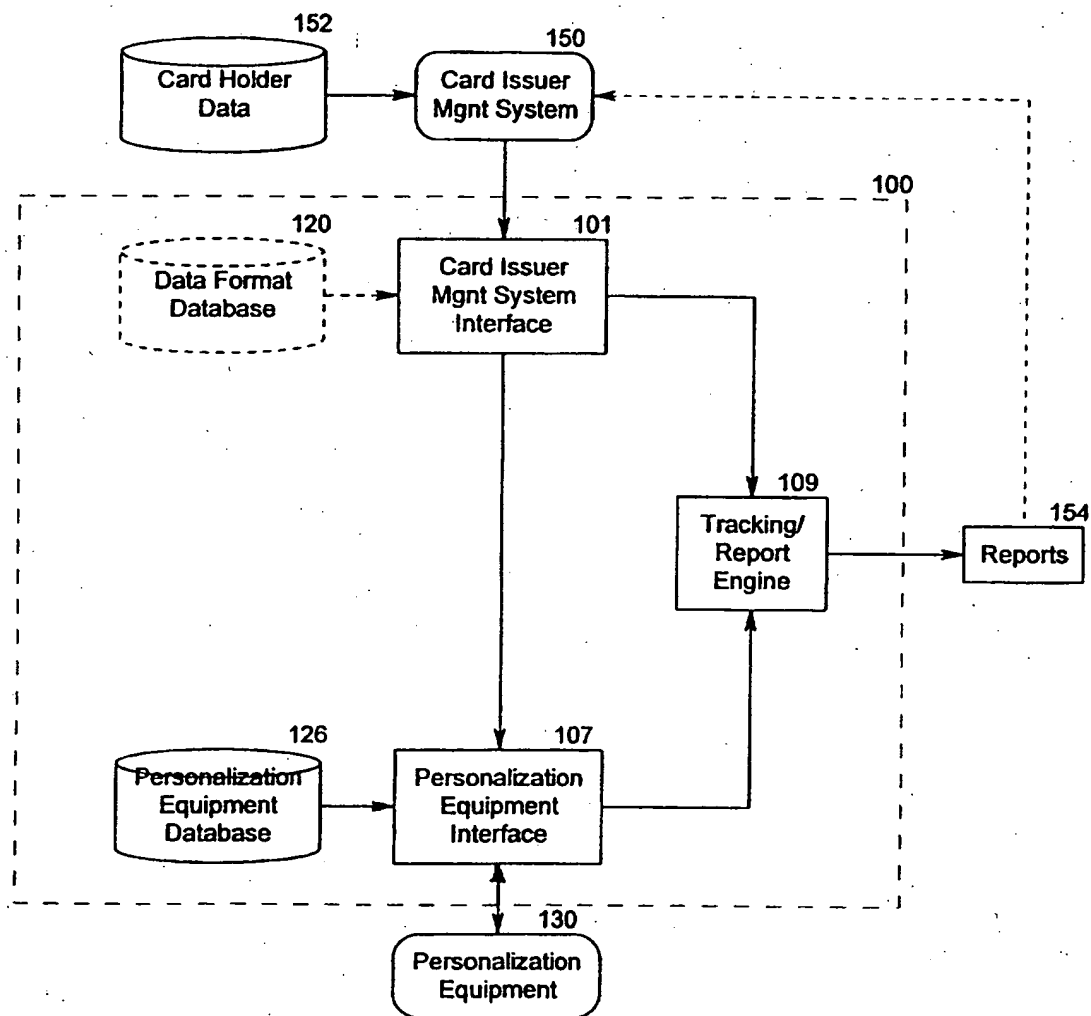 152
Card Holder
Data
150
Card Issuer
Mgnt System
100
120
Data Format
Database
101
Card Issuer
Mgnt System
Interface
109
Tracking/
Report
Engine
154
Reports
126
Personalization
Equipment
Database
107
Personalization
Equipment
Interface
130
Personalization
Equipment